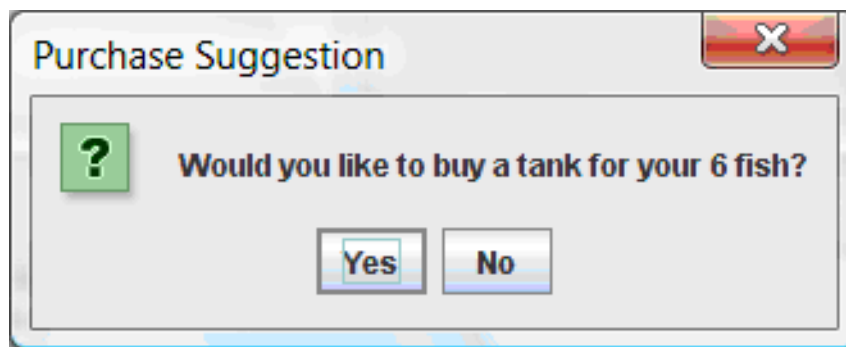 Purchase Suggestion
?
Would you like to buy a tank for your 6 fish?
Yes No